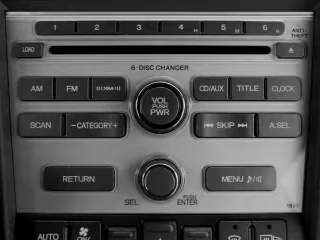 1 2 3 4 5 6
ANTI-
THEFT
LOAD
6-DISC CHANGER
AM FM XM CD/AUX TITLE CLOCK
VOL
PUSH
PWR
SCAN -CATEGORY+ SKIP A.SEL
RETURN MENU
SEL PUSH
ENTER
AUTO